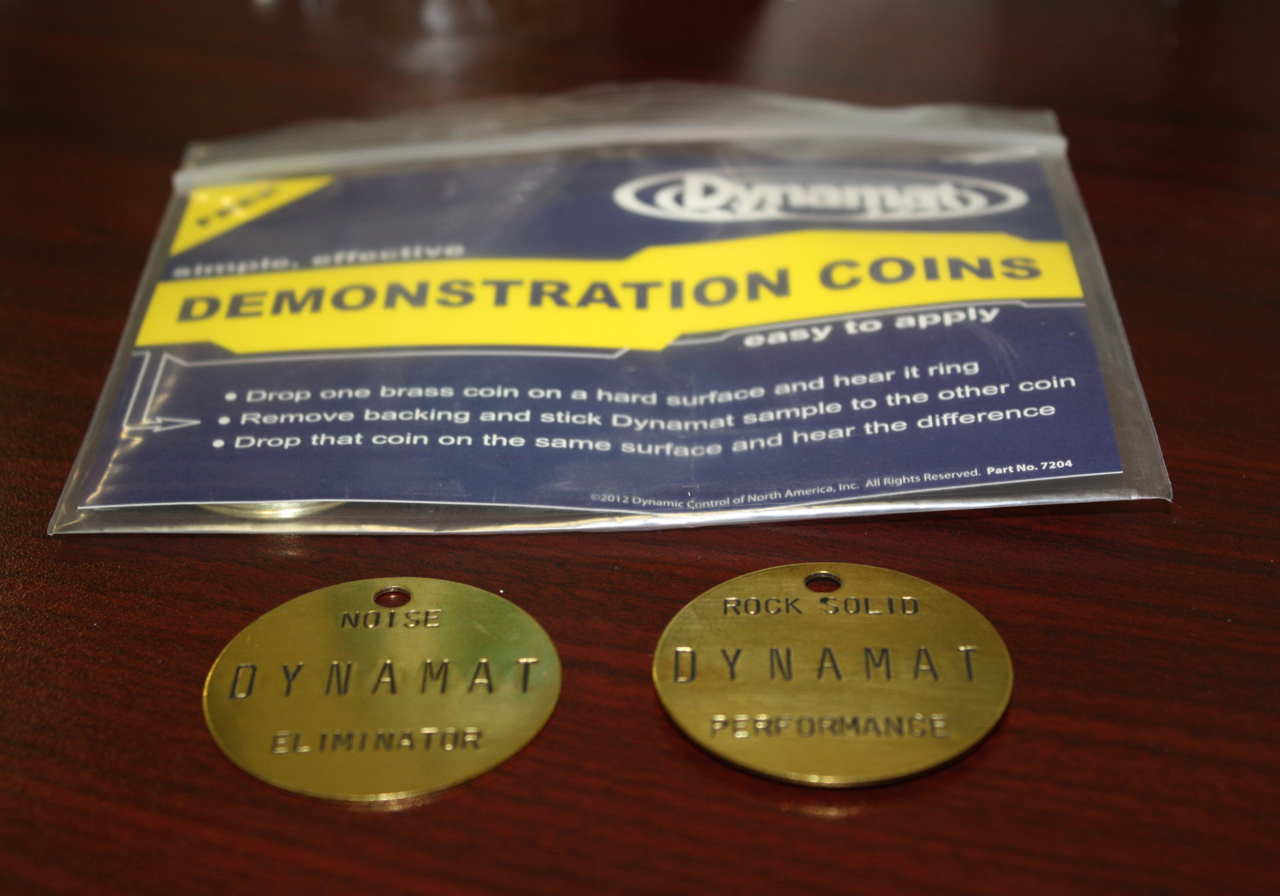 Dynamat
simple, effective
DEMONSTRATION COINS
easy to apply
• Drop one brass coin on a hard surface and hear it ring
• Remove backing and stick Dynamat sample to the other coin
• Drop that coin on the same surface and hear the difference
©2012 Dynamic Control of North America, Inc. All Rights Reserved. Part No. 7204
NOISE
DYNAMAT
ELIMINATOR
ROCK SOLID
DYNAMAT
PERFORMANCE